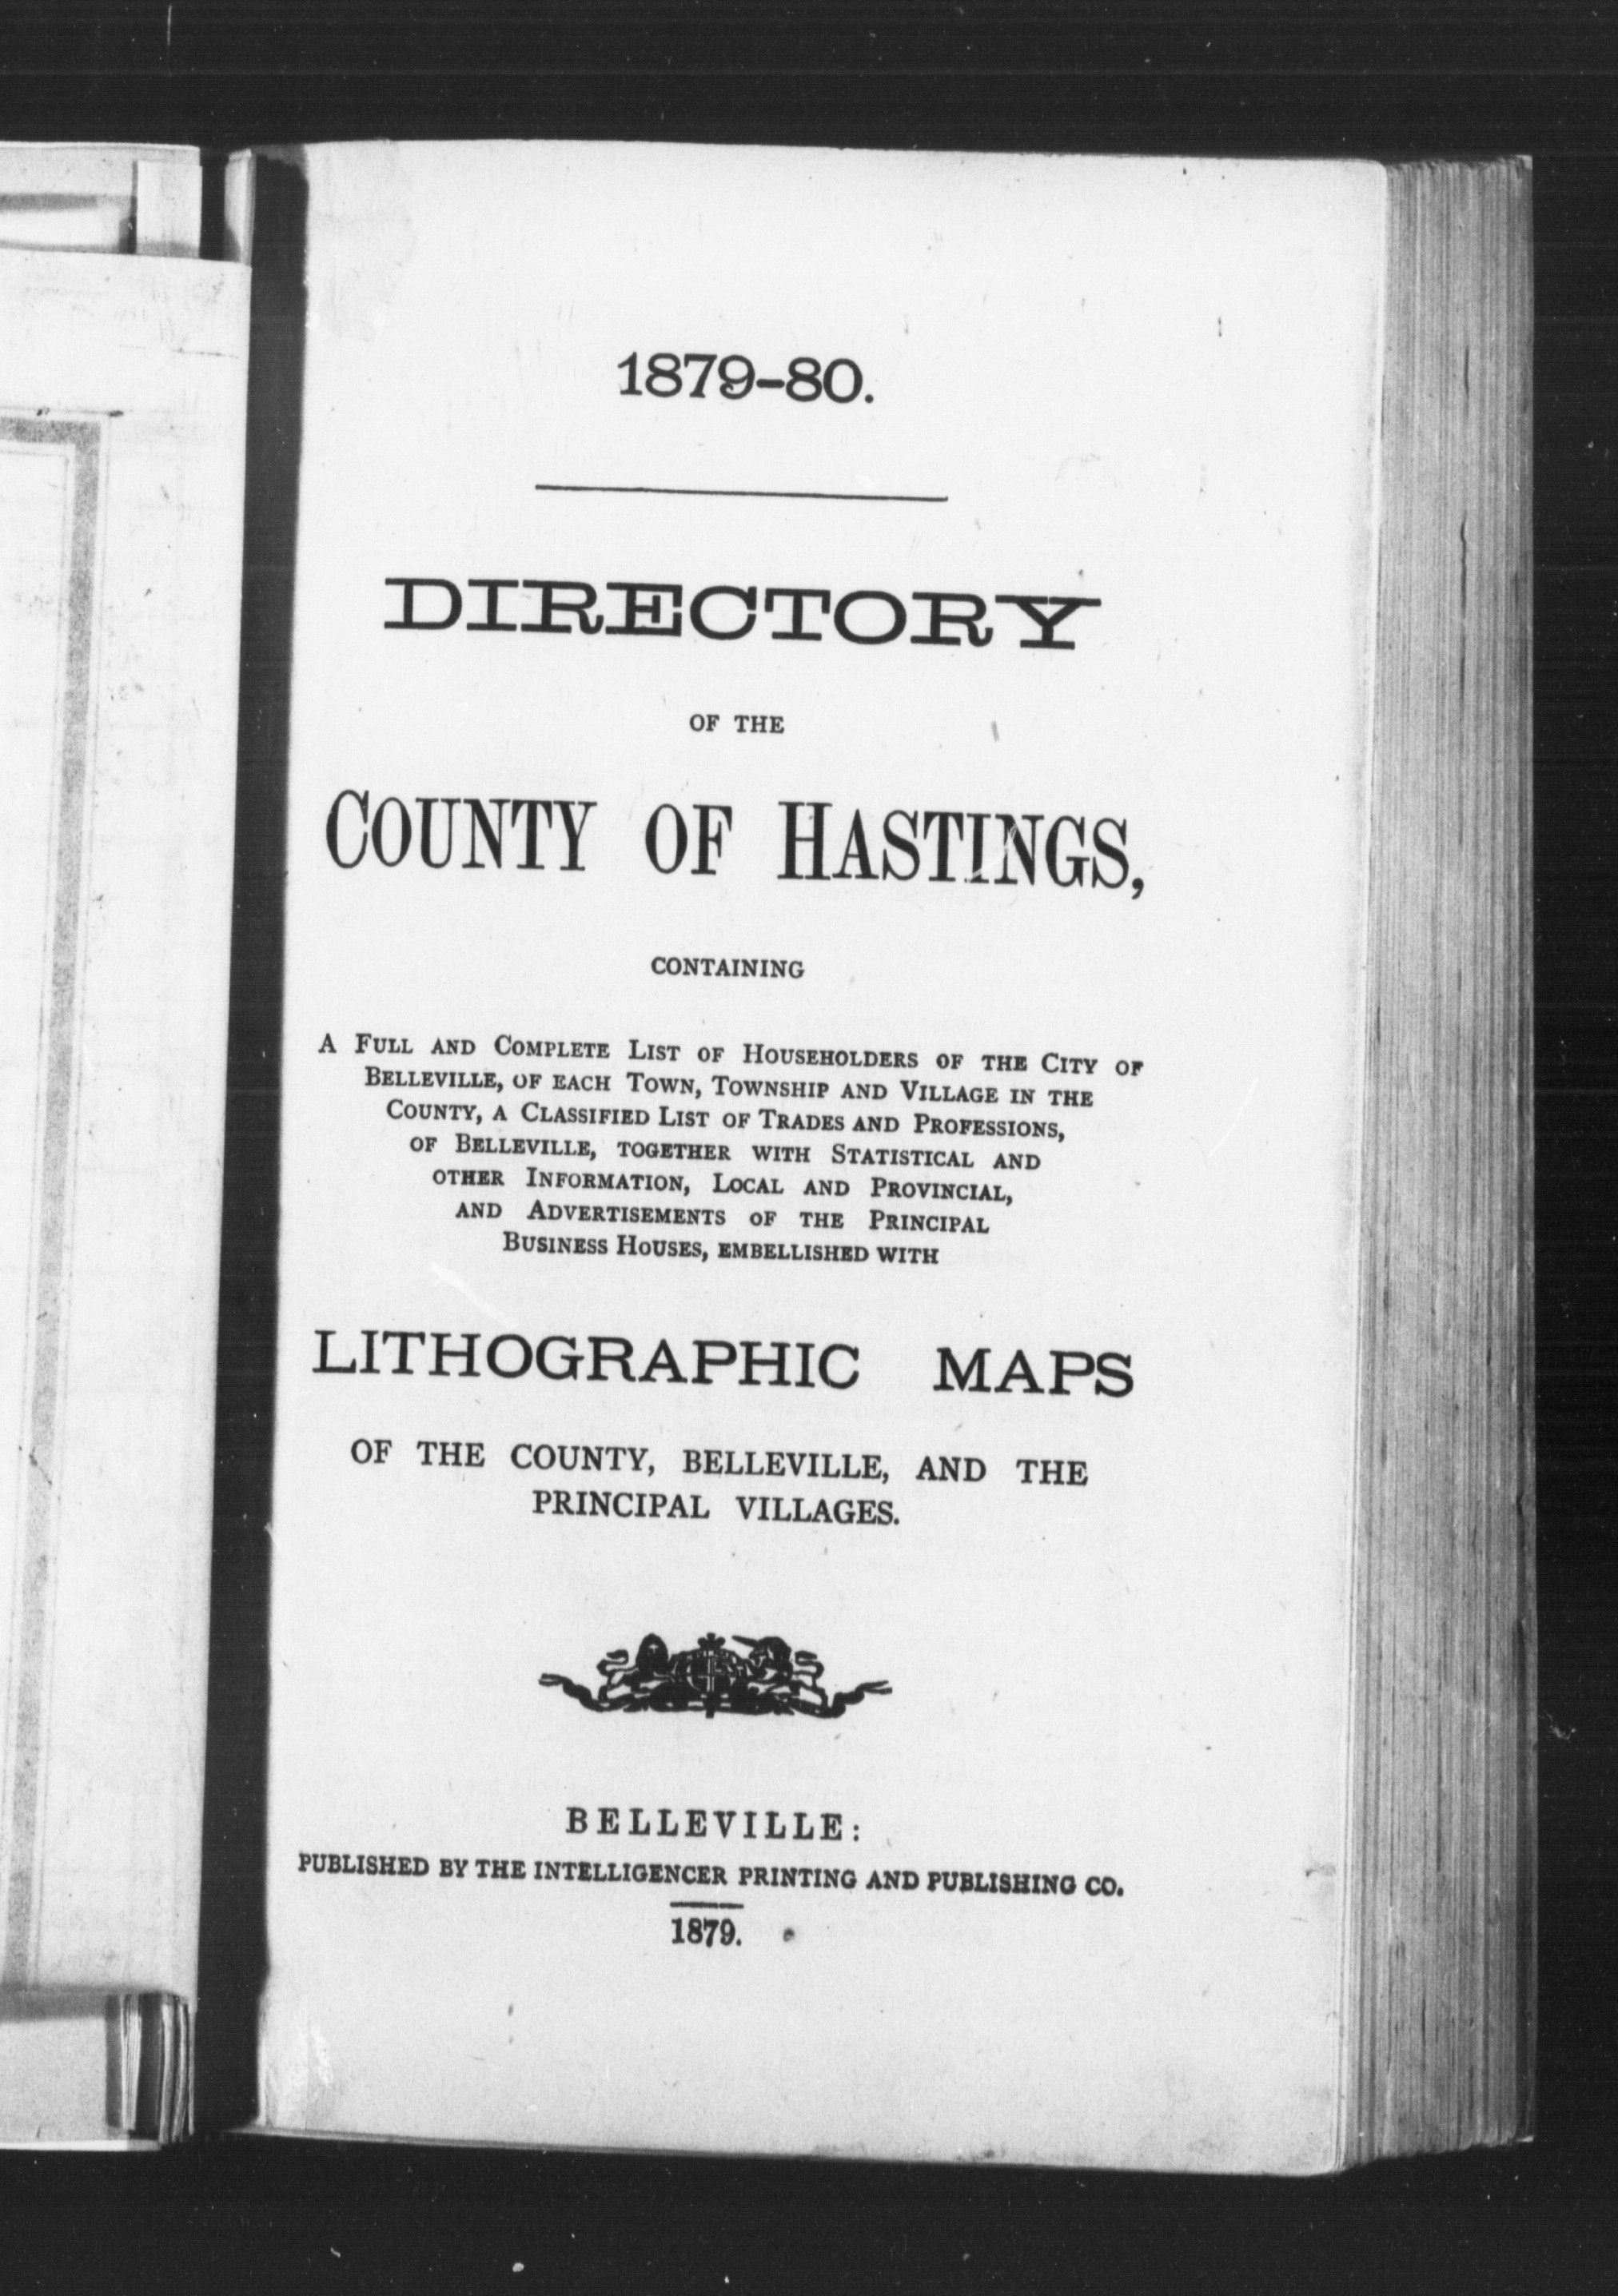 1879-80.
DIRECTORY
OF THE
COUNTY OF HASTINGS,
CONTAINING
A FULL AND COMPLETE LIST OF HOUSEHOLDERS OF THE CITY OF
BELLEVILLE, OF EACH TOWN, TOWNSHIP AND VILLAGE IN THE
COUNTY, A CLASSIFIED LIST OF TRADES AND PROFESSIONS,
OF BELLEVILLE, TOGETHER WITH STATISTICAL AND
OTHER INFORMATION, LOCAL AND PROVINCIAL,
AND ADVERTISEMENTS OF THE PRINCIPAL
BUSINESS HOUSES, EMBELLISHED WITH
LITHOGRAPHIC MAPS
OF THE COUNTY, BELLEVILLE, AND THE
PRINCIPAL VILLAGES.
BELLEVILLE:
PUBLISHED BY THE INTELLIGENCER PRINTING AND PUBLISHING CO.
1879.